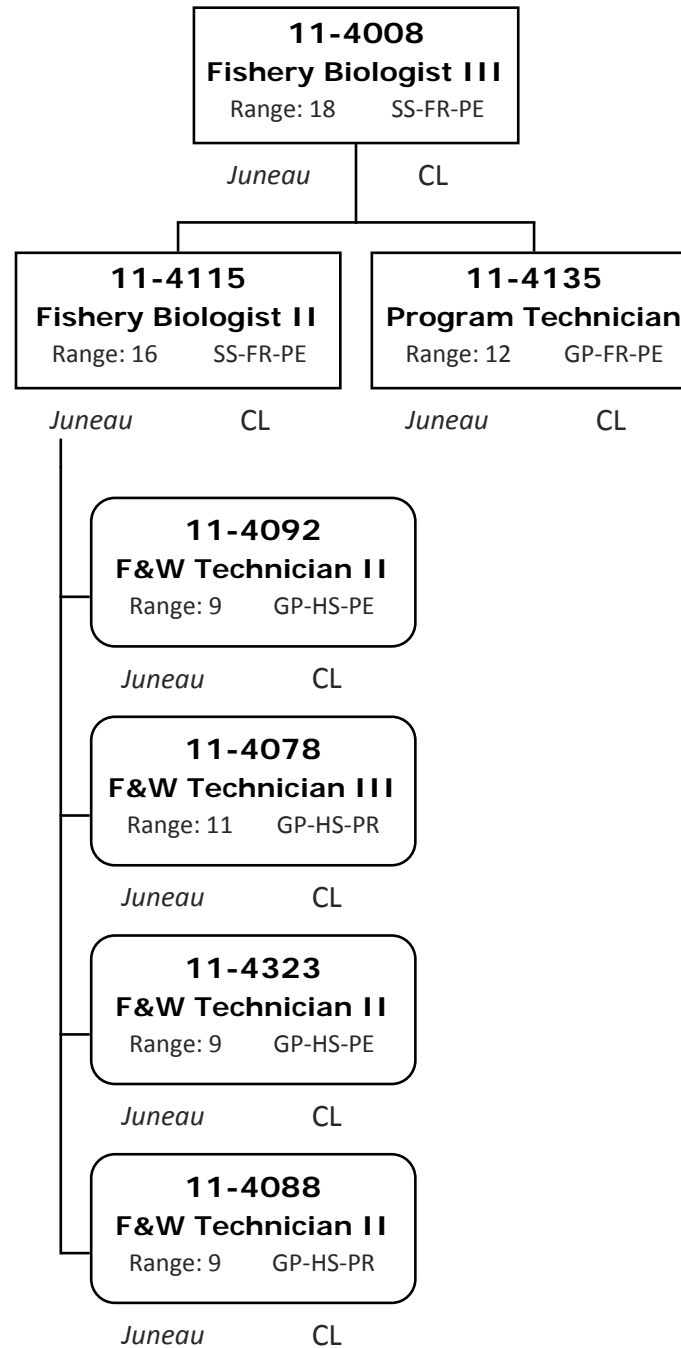 11-4008
Fishery Biologist III
Range: 18 SS-FR-PE
Juneau CL
11-4115
Fishery Biologist II
Range: 16 SS-FR-PE
Juneau CL
11-4135
Program Technician
Range: 12 GP-FR-PE
Juneau CL
11-4092
F&W Technician II
Range: 9 GP-HS-PE
Juneau CL
11-4078
F&W Technician III
Range: 11 GP-HS-PR
Juneau CL
11-4323
F&W Technician II
Range: 9 GP-HS-PE
Juneau CL
11-4088
F&W Technician II
Range: 9 GP-HS-PR
Juneau CL